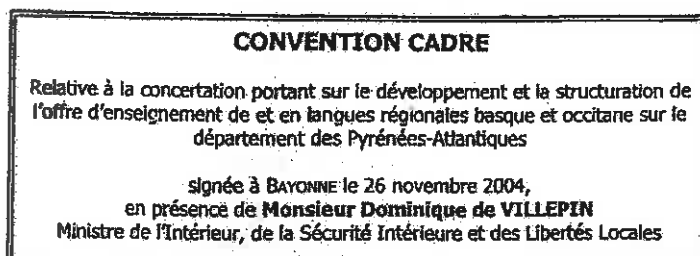 CONVENTION CADRE
Relative à la concertation portant sur le développement et la structuration de
l'offre d'enseignement de et en langues régionales basque et occitane sur le
département des Pyrénées-Atlantiques
signée à BAYONNE le 26 novembre 2004,
en présence de Monsieur Dominique de VILLEPIN
Ministre de l'Intérieur, de la Sécurité Intérieure et des Libertés Locales